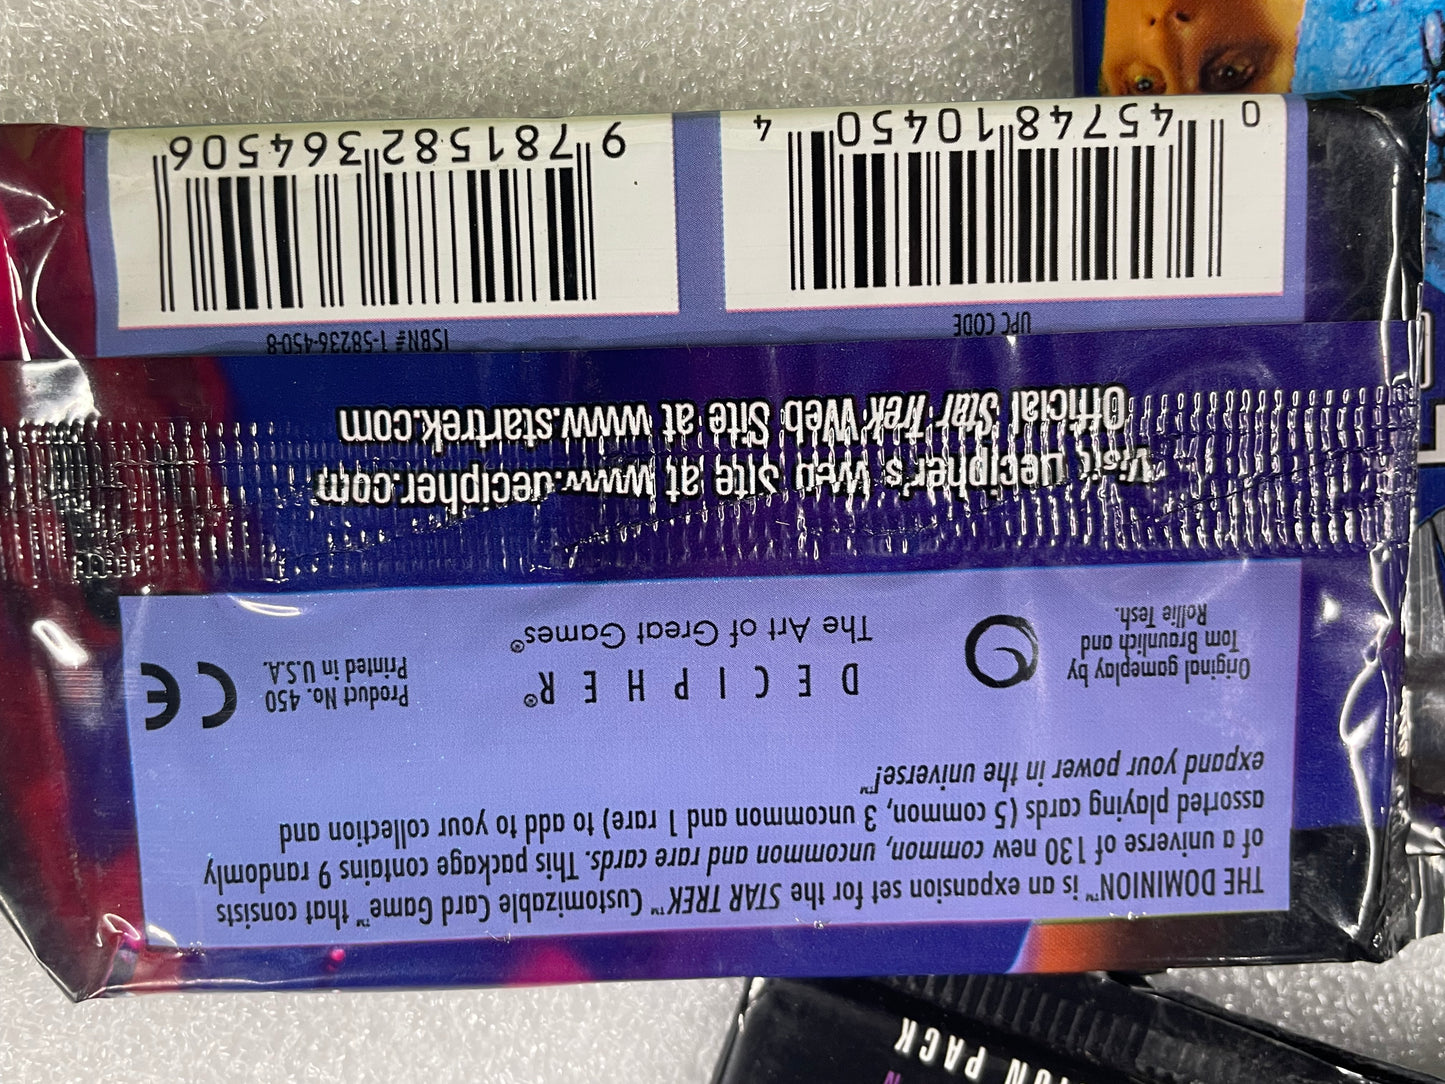 THE DOMINION™ is an expansion set for the STAR TREK™ Customizable Card Game™ that consists
of a universe of 130 new common, uncommon and rare cards. This package contains 9 randomly
assorted playing cards (5 common, 3 uncommon and 1 rare) to add to your collection and
expand your power in the universe!™
Original gameplay by
Tom Braunlich and
Rollie Tesh.
DECIPHER®
The Art of Great Games®
Product No. 450
Printed in U.S.A.
CE
Visit Decipher's Web Site at www.decipher.com
Official Star Trek Web Site at www.startrek.com
UPC CODE
0 45748 10450 4
ISBN# 1-58236-450-8
9 781582 364506
PACK